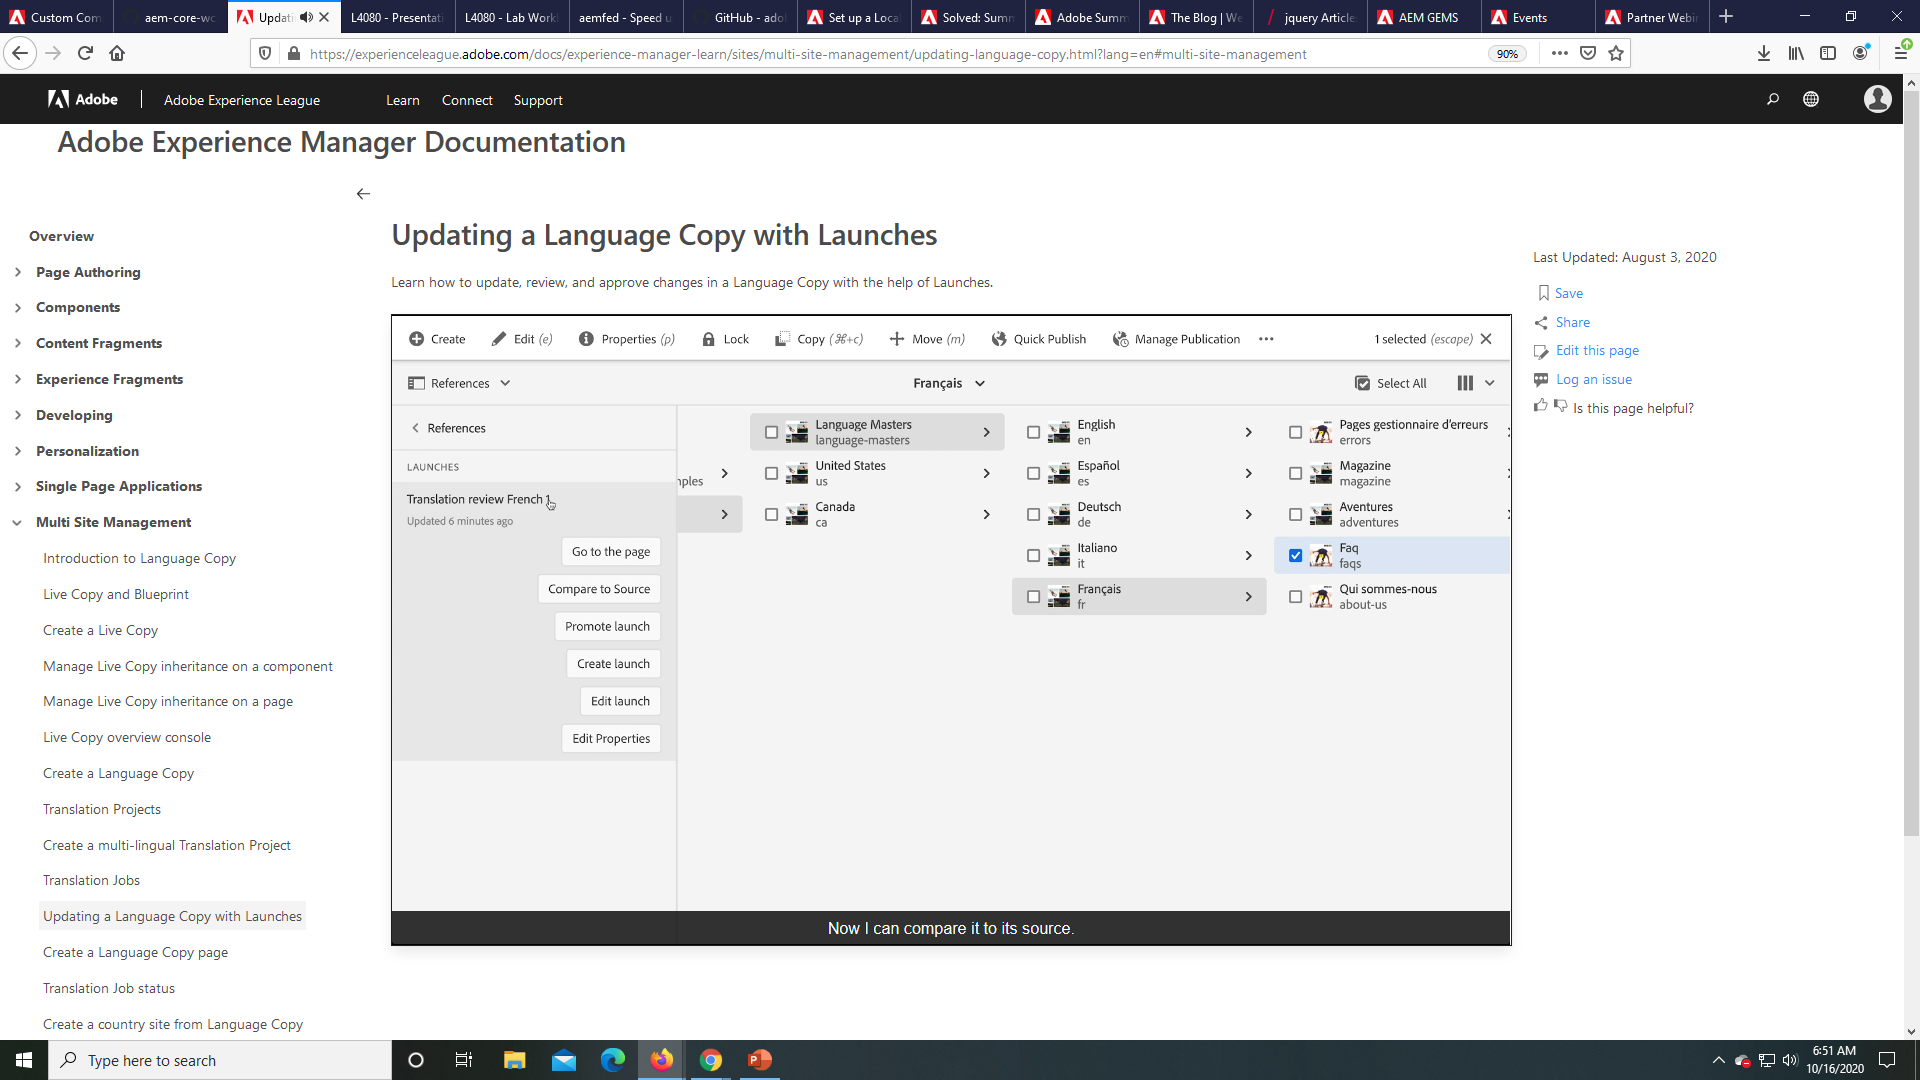 Custom Com
aem-core-wc
Updati
L4080 - Presentati
L4080 - Lab Work
aemfed - Speed u
GitHub - ado
Set up a Loca
Solved: Sum
Adobe Summ
The Blog | We
jquery Article
AEM GEMS
Events
Partner Webi
https://experienceleague.adobe.com/docs/experience-manager-learn/sites/multi-site-management/updating-language-copy.html?lang=en#multi-site-management
90%
Adobe
Adobe Experience League
Learn
Connect
Support
Adobe Experience Manager Documentation
Overview
Page Authoring
Components
Content Fragments
Experience Fragments
Developing
Personalization
Single Page Applications
Multi Site Management
Introduction to Language Copy
Live Copy and Blueprint
Create a Live Copy
Manage Live Copy inheritance on a component
Manage Live Copy inheritance on a page
Live Copy overview console
Create a Language Copy
Translation Projects
Create a multi-lingual Translation Project
Translation Jobs
Updating a Language Copy with Launches
Create a Language Copy page
Translation Job status
Create a country site from Language Copy
Updating a Language Copy with Launches
Learn how to update, review, and approve changes in a Language Copy with the help of Launches.
Create
Edit (e)
Properties (p)
Lock
Copy (⌘+c)
Move (m)
Quick Publish
Manage Publication
1 selected (escape)
References
Français
Select All
References
LAUNCHES
Translation review French 1
Updated 6 minutes ago
Go to the page
Compare to Source
Promote launch
Create launch
Edit launch
Edit Properties
nples
Language Masters
language-masters
United States
us
Canada
ca
English
en
Español
es
Deutsch
de
Italiano
it
Français
fr
Pages gestionnaire d'erreurs
errors
Magazine
magazine
Aventures
adventures
Faq
faqs
Qui sommes-nous
about-us
Now I can compare it to its source.
Last Updated: August 3, 2020
Save
Share
Edit this page
Log an issue
Is this page helpful?
Type here to search
6:51 AM
10/16/2020